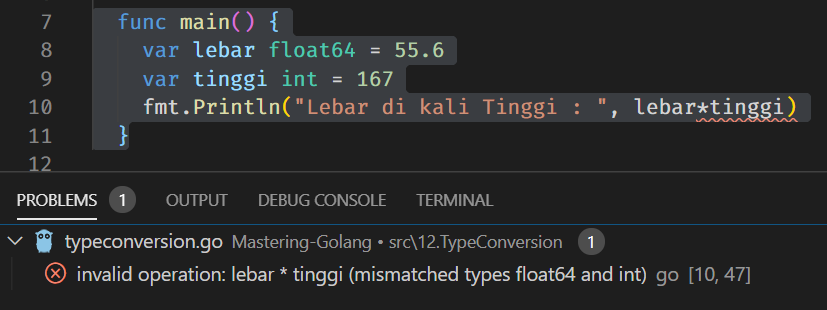 7 func main() {
8 var lebar float64 = 55.6
9 var tinggi int = 167
10 fmt.Println("Lebar di kali Tinggi : ", lebar*tinggi)
11 }
12
PROBLEMS 1 OUTPUT DEBUG CONSOLE TERMINAL
typeconversion.go Mastering-Golang • src\12.TypeConversion 1
invalid operation: lebar * tinggi (mismatched types float64 and int) go [10, 47]